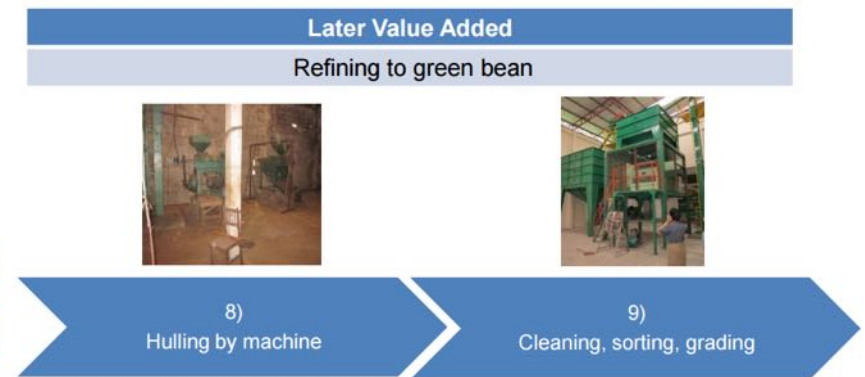 Later Value Added
Refining to green bean
8)
Hulling by machine
9)
Cleaning, sorting, grading